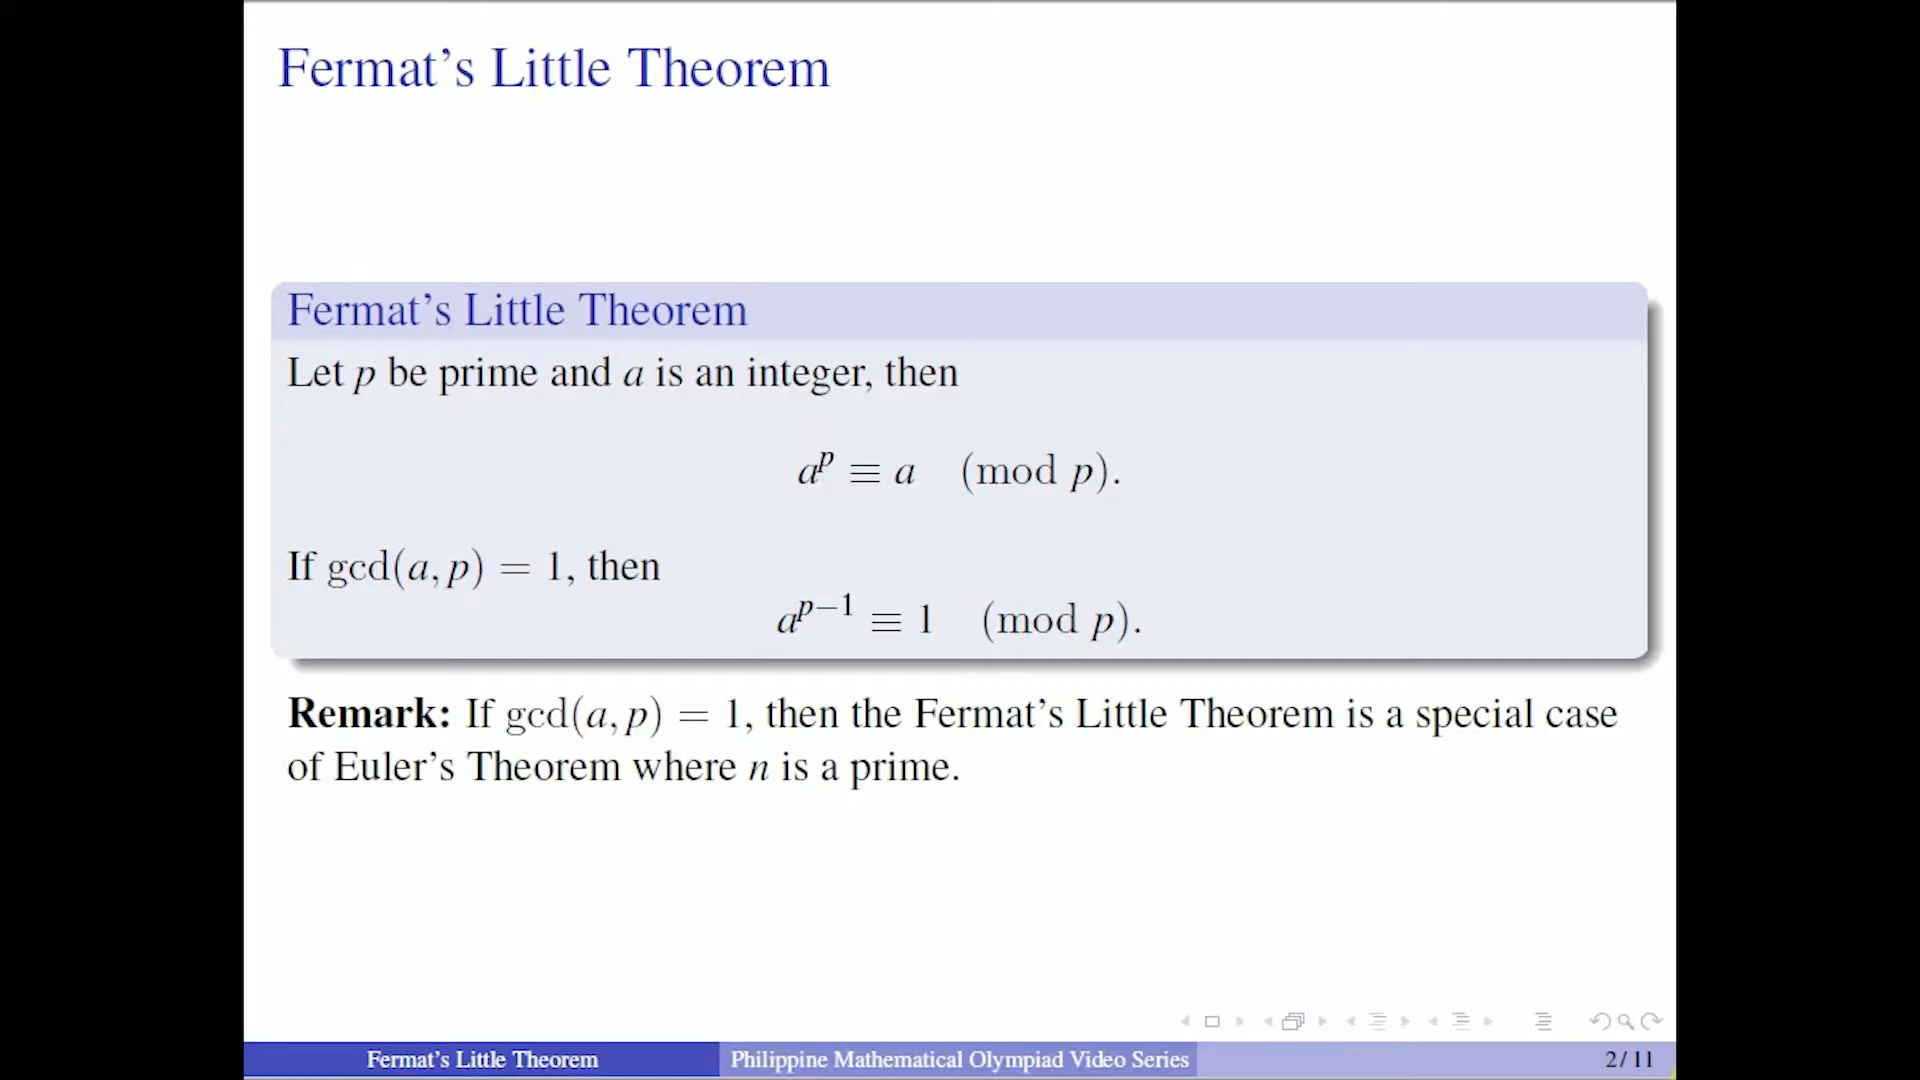 Fermat's Little Theorem
Fermat's Little Theorem
Let p be prime and a is an integer, then
a^p ≡ a (mod p).
If gcd(a, p) = 1, then
a^{p−1} ≡ 1 (mod p).
Remark: If gcd(a, p) = 1, then the Fermat's Little Theorem is a special case
of Euler's Theorem where n is a prime.
Fermat's Little Theorem Philippine Mathematical Olympiad Video Series 2 / 11